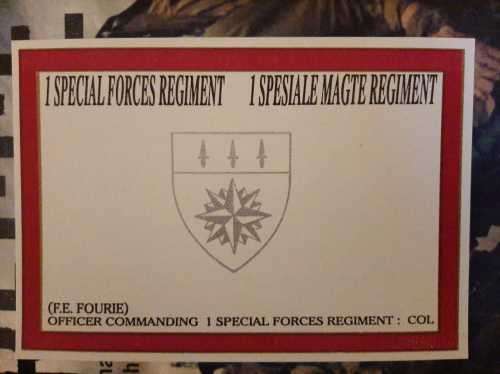 1 SPECIAL FORCES REGIMENT 1 SPESIALE MAGTE REGIMENT
(F.E. FOURIE)
OFFICER COMMANDING 1 SPECIAL FORCES REGIMENT : COL